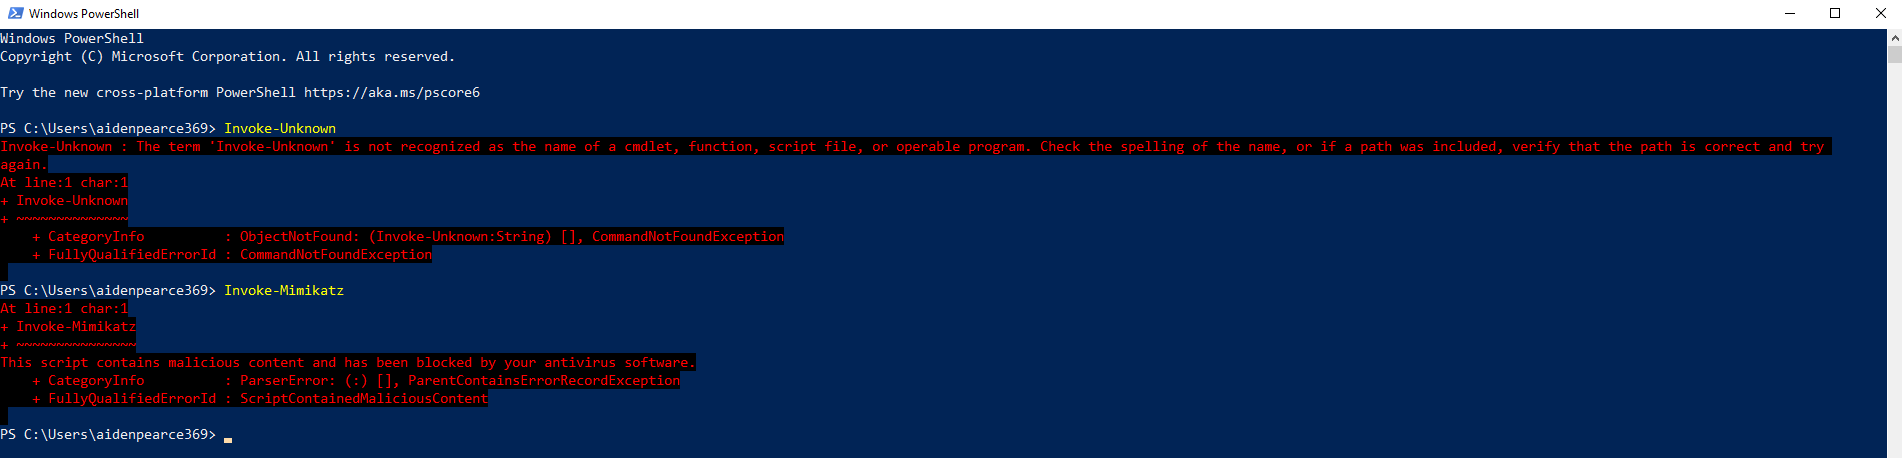 Windows PowerShell
Windows PowerShell
Copyright (C) Microsoft Corporation. All rights reserved.
Try the new cross-platform PowerShell https://aka.ms/pscore6
PS C:\Users\aidenpearce369> Invoke-Unknown
Invoke-Unknown : The term 'Invoke-Unknown' is not recognized as the name of a cmdlet, function, script file, or operable program. Check the spelling of the name, or if a path was included, verify that the path is correct and try
again.
At line:1 char:1
+ Invoke-Unknown
+ ~~~~~~~~~~~~~~
    + CategoryInfo          : ObjectNotFound: (Invoke-Unknown:String) [], CommandNotFoundException
    + FullyQualifiedErrorId : CommandNotFoundException
PS C:\Users\aidenpearce369> Invoke-Mimikatz
At line:1 char:1
+ Invoke-Mimikatz
+ ~~~~~~~~~~~~~~~
This script contains malicious content and has been blocked by your antivirus software.
    + CategoryInfo          : ParserError: (:) [], ParentContainsErrorRecordException
    + FullyQualifiedErrorId : ScriptContainedMaliciousContent
PS C:\Users\aidenpearce369>